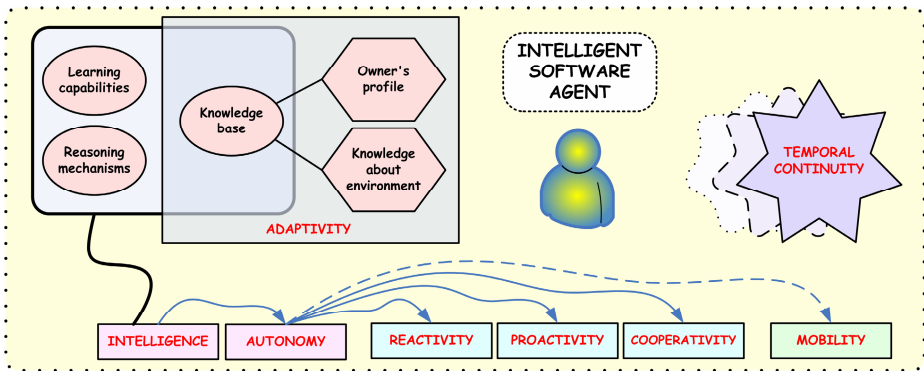 Learning
capabilities
Reasoning
mechanisms
Knowledge
base
Owner's
profile
Knowledge
about
environment
ADAPTIVITY
INTELLIGENT
SOFTWARE
AGENT
TEMPORAL
CONTINUITY
INTELLIGENCE
AUTONOMY
REACTIVITY
PROACTIVITY
COOPERATIVITY
MOBILITY